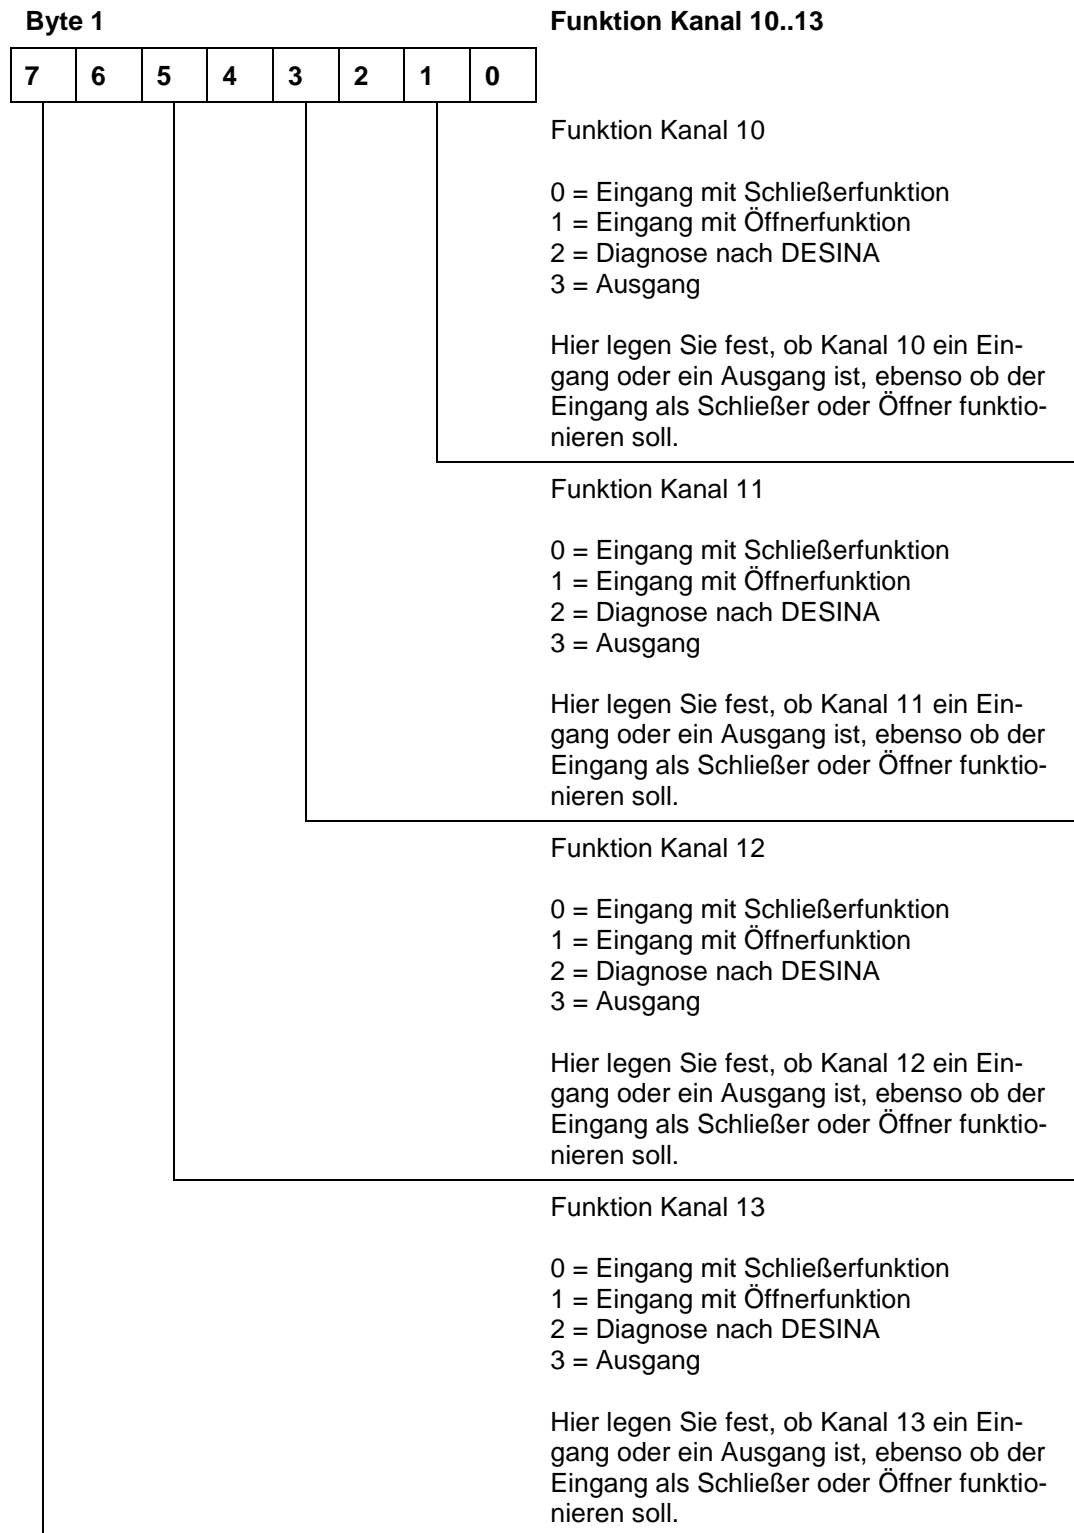 Byte 1 Funktion Kanal 10..13
7 6 5 4 3 2 1 0
Funktion Kanal 10
0 = Eingang mit Schließerfunktion
1 = Eingang mit Öffnerfunktion
2 = Diagnose nach DESINA
3 = Ausgang
Hier legen Sie fest, ob Kanal 10 ein Ein-
gang oder ein Ausgang ist, ebenso ob der
Eingang als Schließer oder Öffner funktio-
nieren soll.
Funktion Kanal 11
0 = Eingang mit Schließerfunktion
1 = Eingang mit Öffnerfunktion
2 = Diagnose nach DESINA
3 = Ausgang
Hier legen Sie fest, ob Kanal 11 ein Ein-
gang oder ein Ausgang ist, ebenso ob der
Eingang als Schließer oder Öffner funktio-
nieren soll.
Funktion Kanal 12
0 = Eingang mit Schließerfunktion
1 = Eingang mit Öffnerfunktion
2 = Diagnose nach DESINA
3 = Ausgang
Hier legen Sie fest, ob Kanal 12 ein Ein-
gang oder ein Ausgang ist, ebenso ob der
Eingang als Schließer oder Öffner funktio-
nieren soll.
Funktion Kanal 13
0 = Eingang mit Schließerfunktion
1 = Eingang mit Öffnerfunktion
2 = Diagnose nach DESINA
3 = Ausgang
Hier legen Sie fest, ob Kanal 13 ein Ein-
gang oder ein Ausgang ist, ebenso ob der
Eingang als Schließer oder Öffner funktio-
nieren soll.